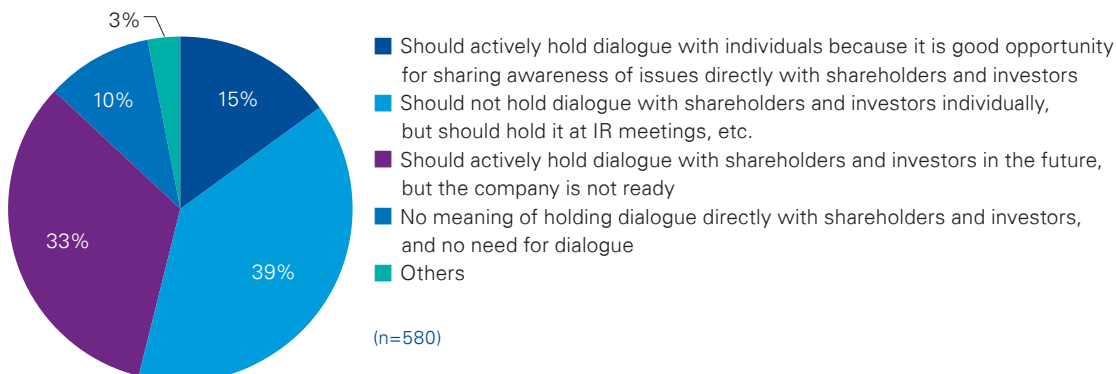 3%
10%
15%
33%
39%
Should actively hold dialogue with individuals because it is good opportunity
for sharing awareness of issues directly with shareholders and investors
Should not hold dialogue with shareholders and investors individually,
but should hold it at IR meetings, etc.
Should actively hold dialogue with shareholders and investors in the future,
but the company is not ready
No meaning of holding dialogue directly with shareholders and investors,
and no need for dialogue
Others
(n=580)